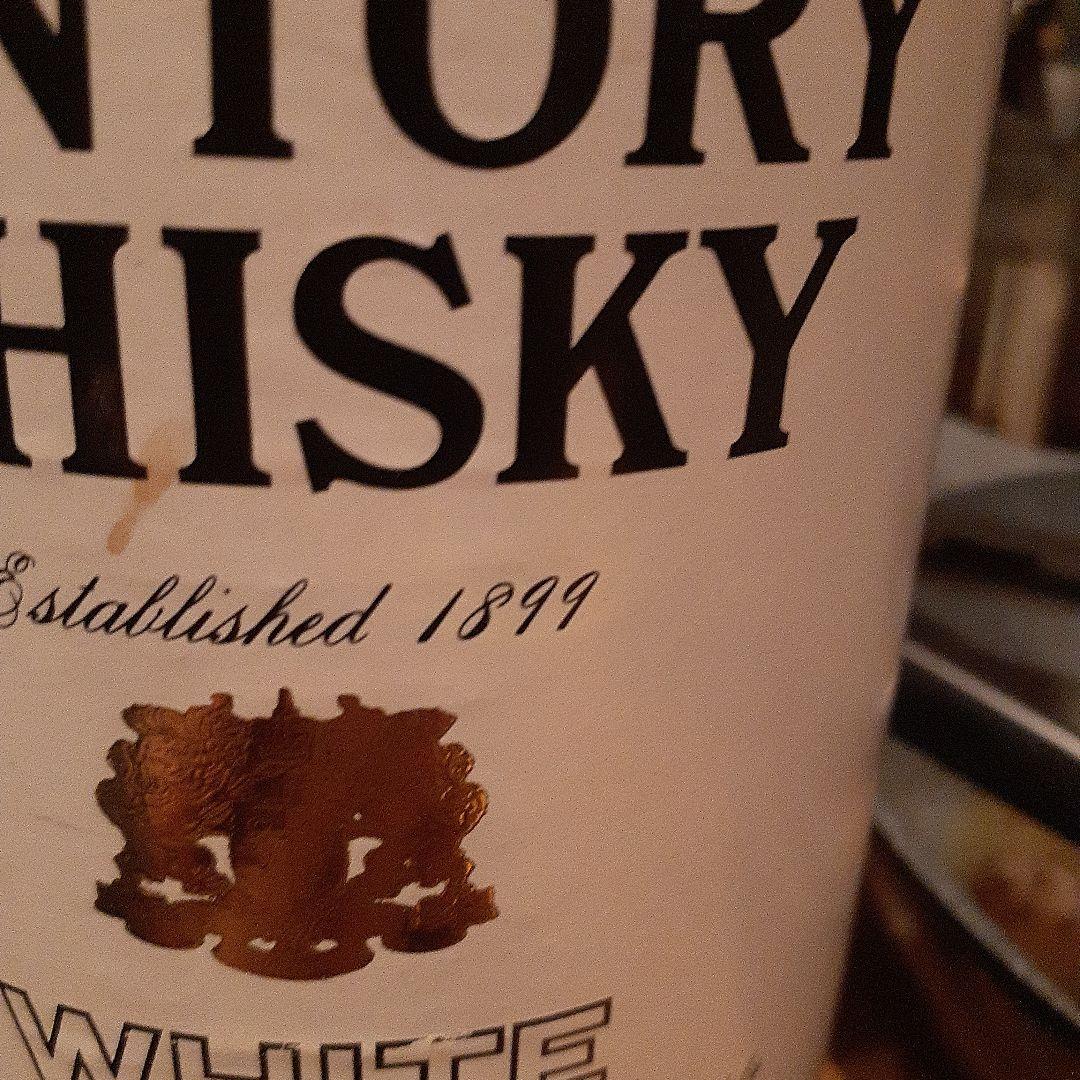 NTORY
HISKY
Established 1899
WHITE